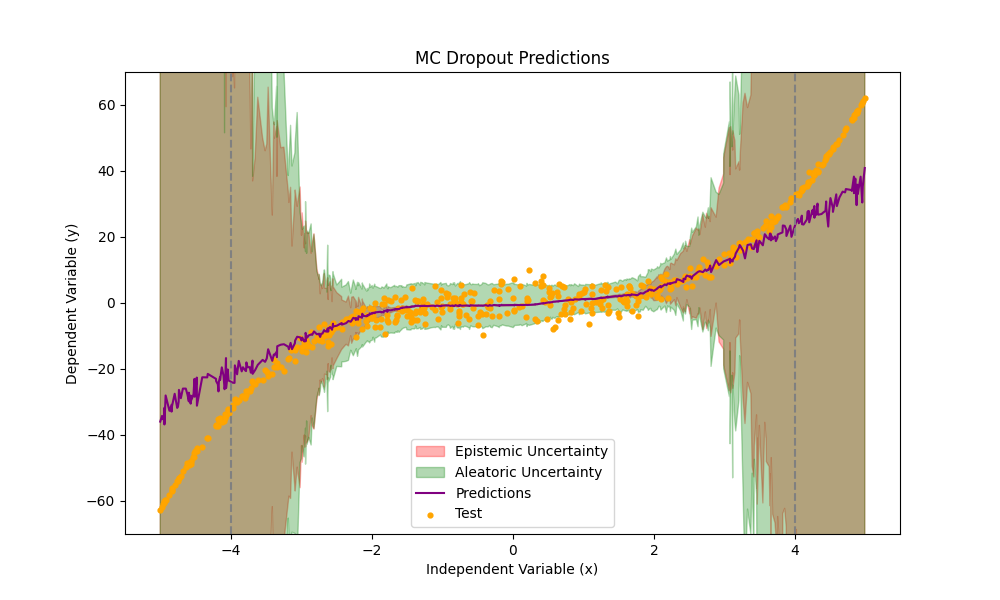 MC Dropout Predictions
60
40
20
0
−20
−40
−60
Dependent Variable (y)
Epistemic Uncertainty
Aleatoric Uncertainty
Predictions
Test
−4
−2
0
2
4
Independent Variable (x)